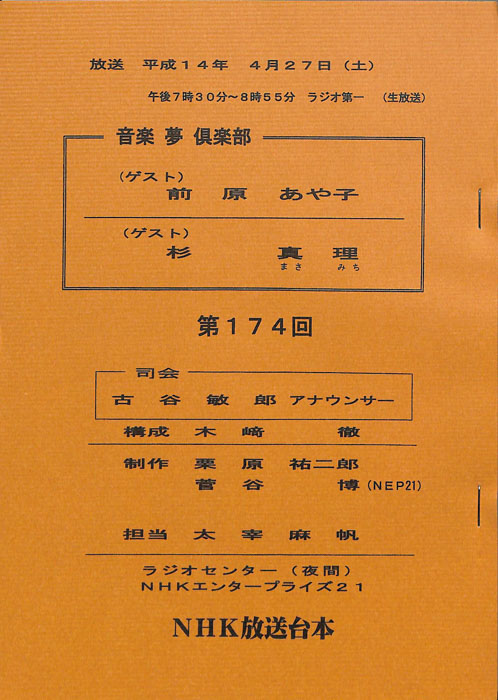 放送 平成14年 4月27日(土)
午後7時30分~8時55分 ラジオ第一 (生放送)
音楽 夢 倶楽部
(ゲスト)
前原 あや子
(ゲスト)
杉 真理
まさ みち
第174回
司会
古谷敏郎 アナウンサー
構成 木﨑 徹
制作 栗原祐二郎
菅谷 博(NEP21)
担当 太宰麻帆
ラジオセンター(夜間)
NHKエンタープライズ21
NHK放送台本